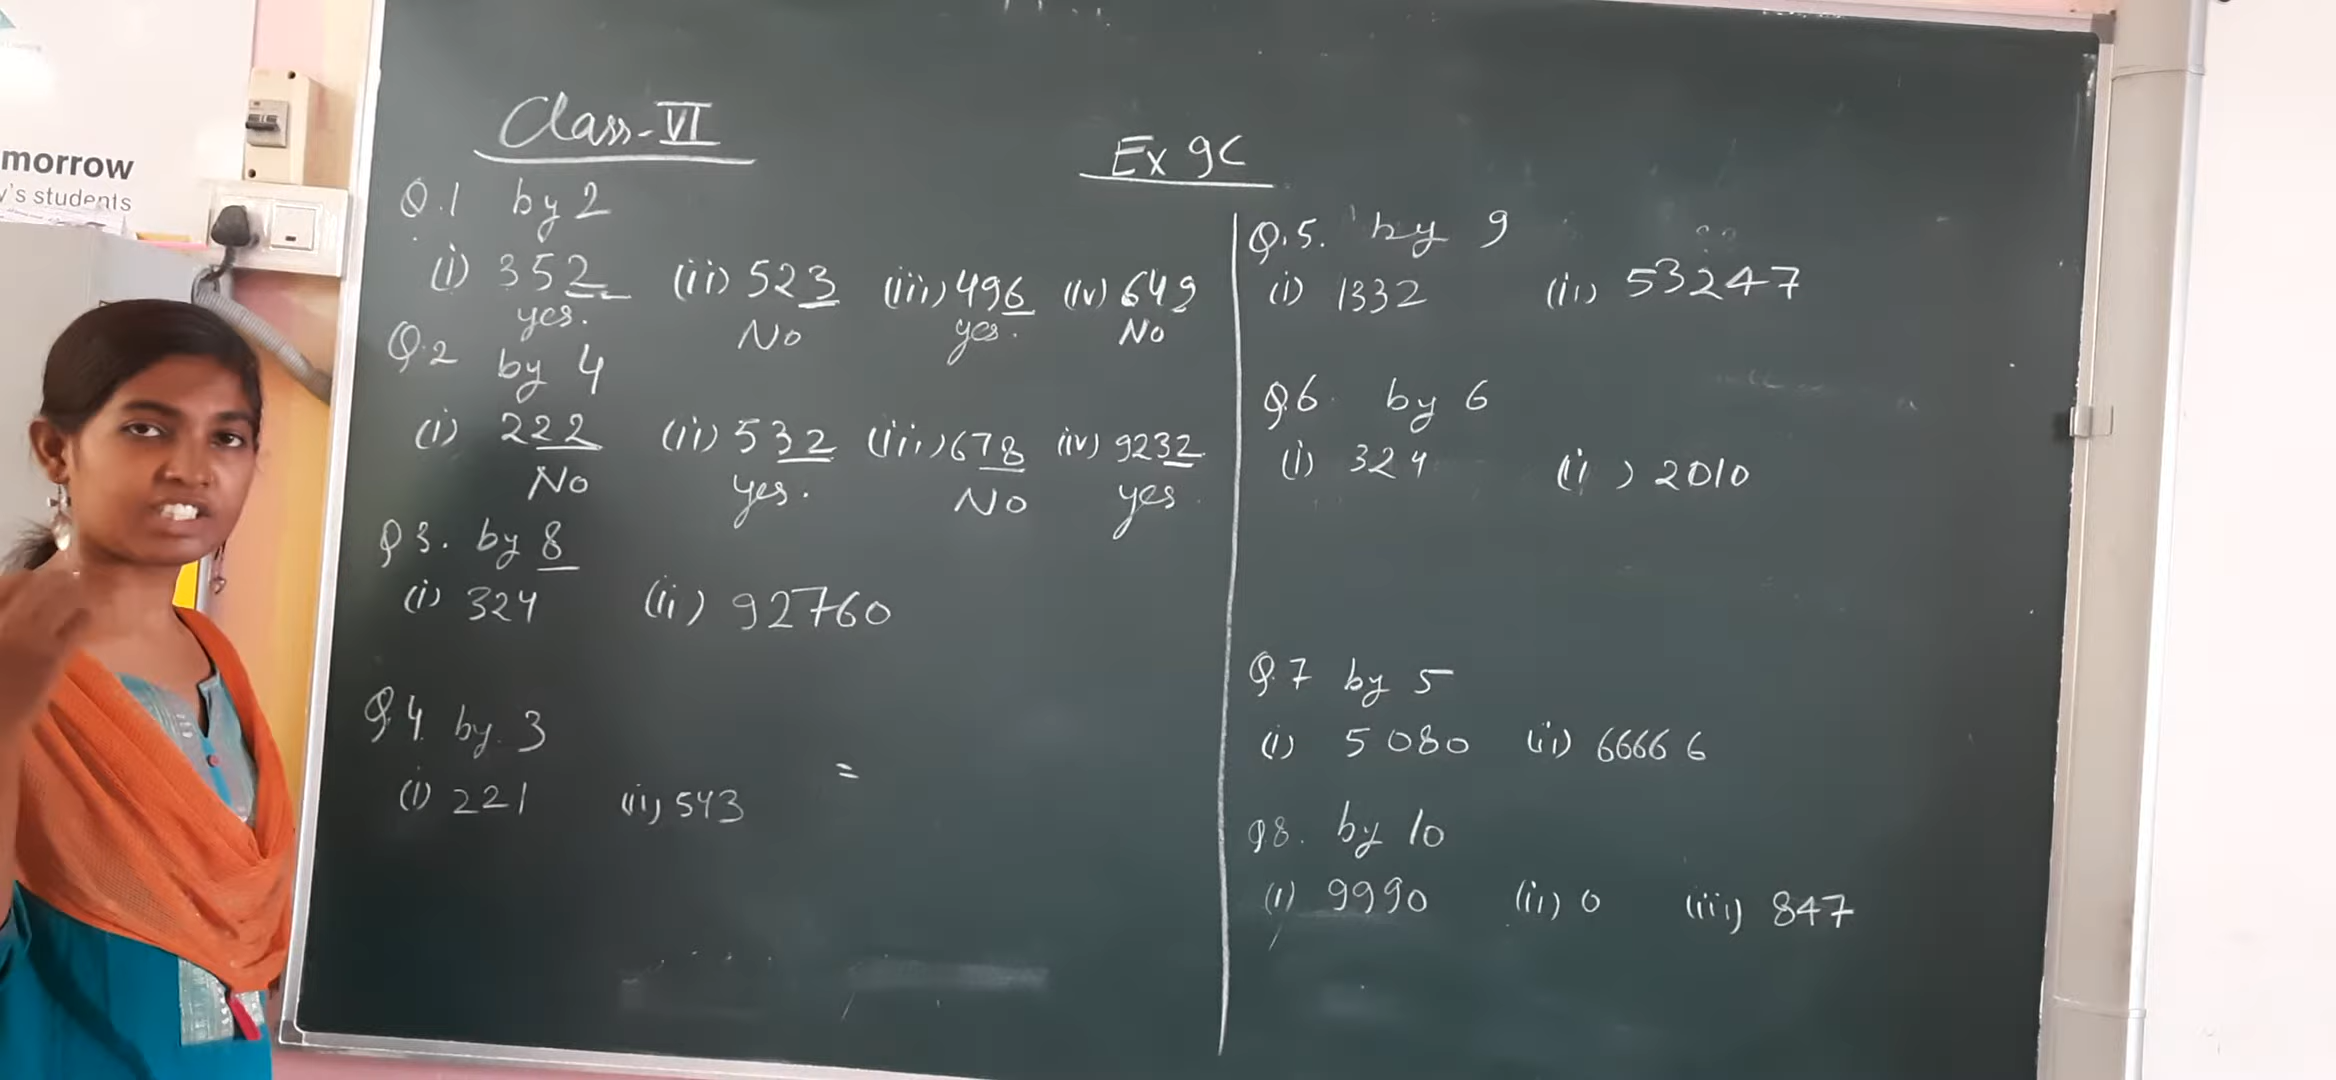 morrow
y's students
Class-VI
Ex 9C
Q.1 by 2
(i) 352 (ii) 523 (iii) 496 (iv) 649
yes. No yes. No
Q.2 by 4
(i) 222 (ii) 532 (iii) 678 (iv) 9232
No yes. No yes.
Q3. by 8
(i) 324 (ii) 92760
Q.4. by 3
(i) 221 (ii) 543 =
Q.5. by 9
(i) 1332 (ii) 53247
Q6. by 6
(i) 324 (ii) 2010
Q.7 by 5
(i) 5080 (ii) 66666
Q8. by 10
(i) 9990 (ii) 0 (iii) 847